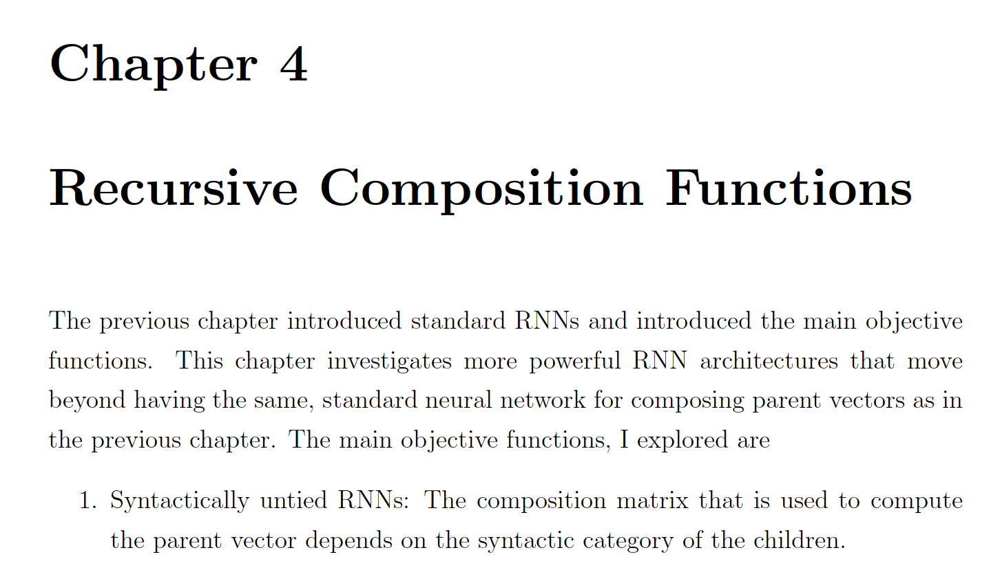 Chapter 4
Recursive Composition Functions
The previous chapter introduced standard RNNs and introduced the main objective
functions. This chapter investigates more powerful RNN architectures that move
beyond having the same, standard neural network for composing parent vectors as in
the previous chapter. The main objective functions, I explored are
1. Syntactically untied RNNs: The composition matrix that is used to compute
the parent vector depends on the syntactic category of the children.